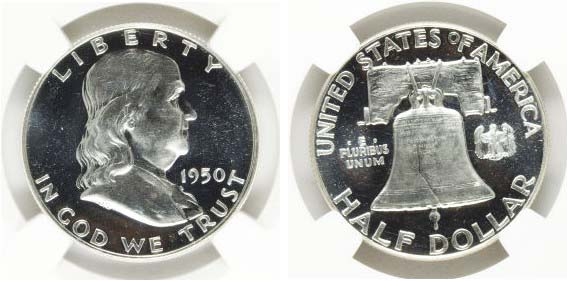 LIBERTY
1950
IN GOD WE TRUST
UNITED STATES OF AMERICA
E
PLURIBUS
UNUM
HALF DOLLAR